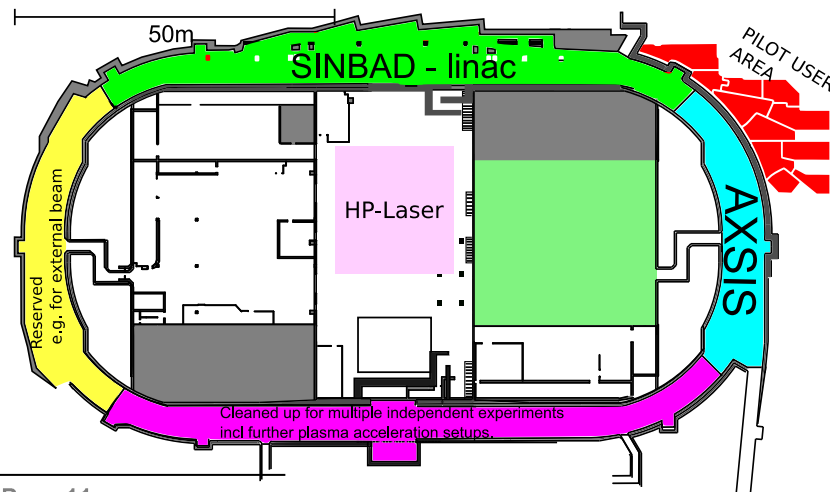 50m
SINBAD - linac
PILOT USER
AREA
HP-Laser
AXSIS
Reserved
e.g. for external beam
Cleaned up for multiple independent experiments
incl further plasma acceleration setups.